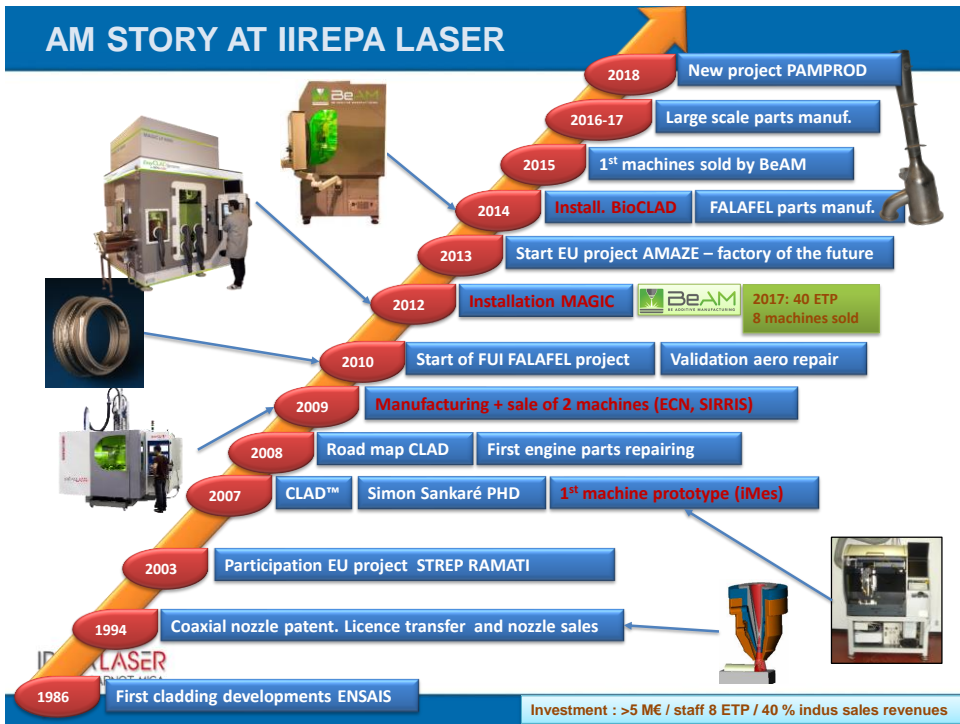 AM STORY AT IIREPA LASER
2018
New project PAMPROD
2016-17
Large scale parts manuf.
2015
1st machines sold by BeAM
2014
Install. BioCLAD
FALAFEL parts manuf.
2013
Start EU project AMAZE – factory of the future
2012
Installation MAGIC
BeAM
BE ADDITIVE MANUFACTURING
2017: 40 ETP
8 machines sold
2010
Start of FUI FALAFEL project
Validation aero repair
2009
Manufacturing + sale of 2 machines (ECN, SIRRIS)
2008
Road map CLAD
First engine parts repairing
2007
CLAD™
Simon Sankaré PHD
1st machine prototype (iMes)
2003
Participation EU project STREP RAMATI
1994
Coaxial nozzle patent. Licence transfer and nozzle sales
LASER
1986
First cladding developments ENSAIS
Investment : >5 M€ / staff 8 ETP / 40 % indus sales revenues
BeAM